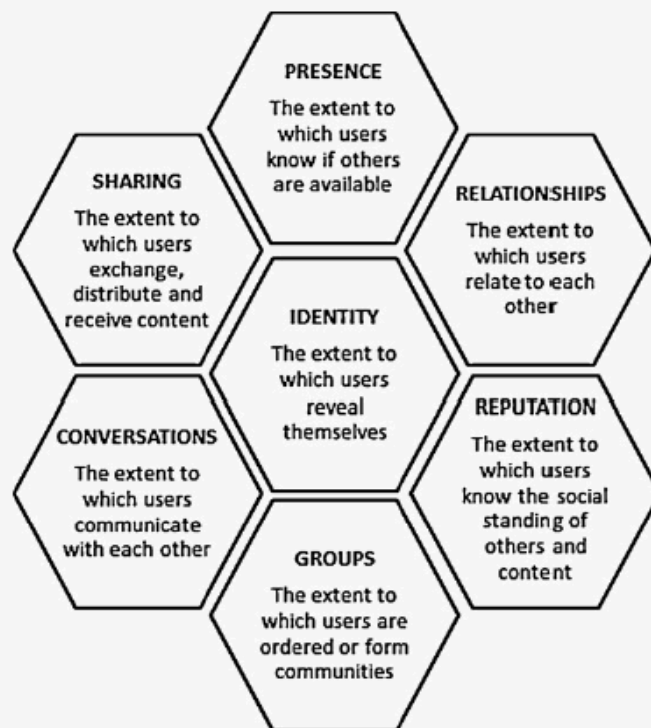 PRESENCE
The extent to
which users
know if others
are available
SHARING
The extent to
which users
exchange,
distribute and
receive content
RELATIONSHIPS
The extent to
which users
relate to each
other
IDENTITY
The extent to
which users
reveal
themselves
CONVERSATIONS
The extent to
which users
communicate
with each other
REPUTATION
The extent to
which users
know the social
standing of
others and
content
GROUPS
The extent to
which users are
ordered or form
communities